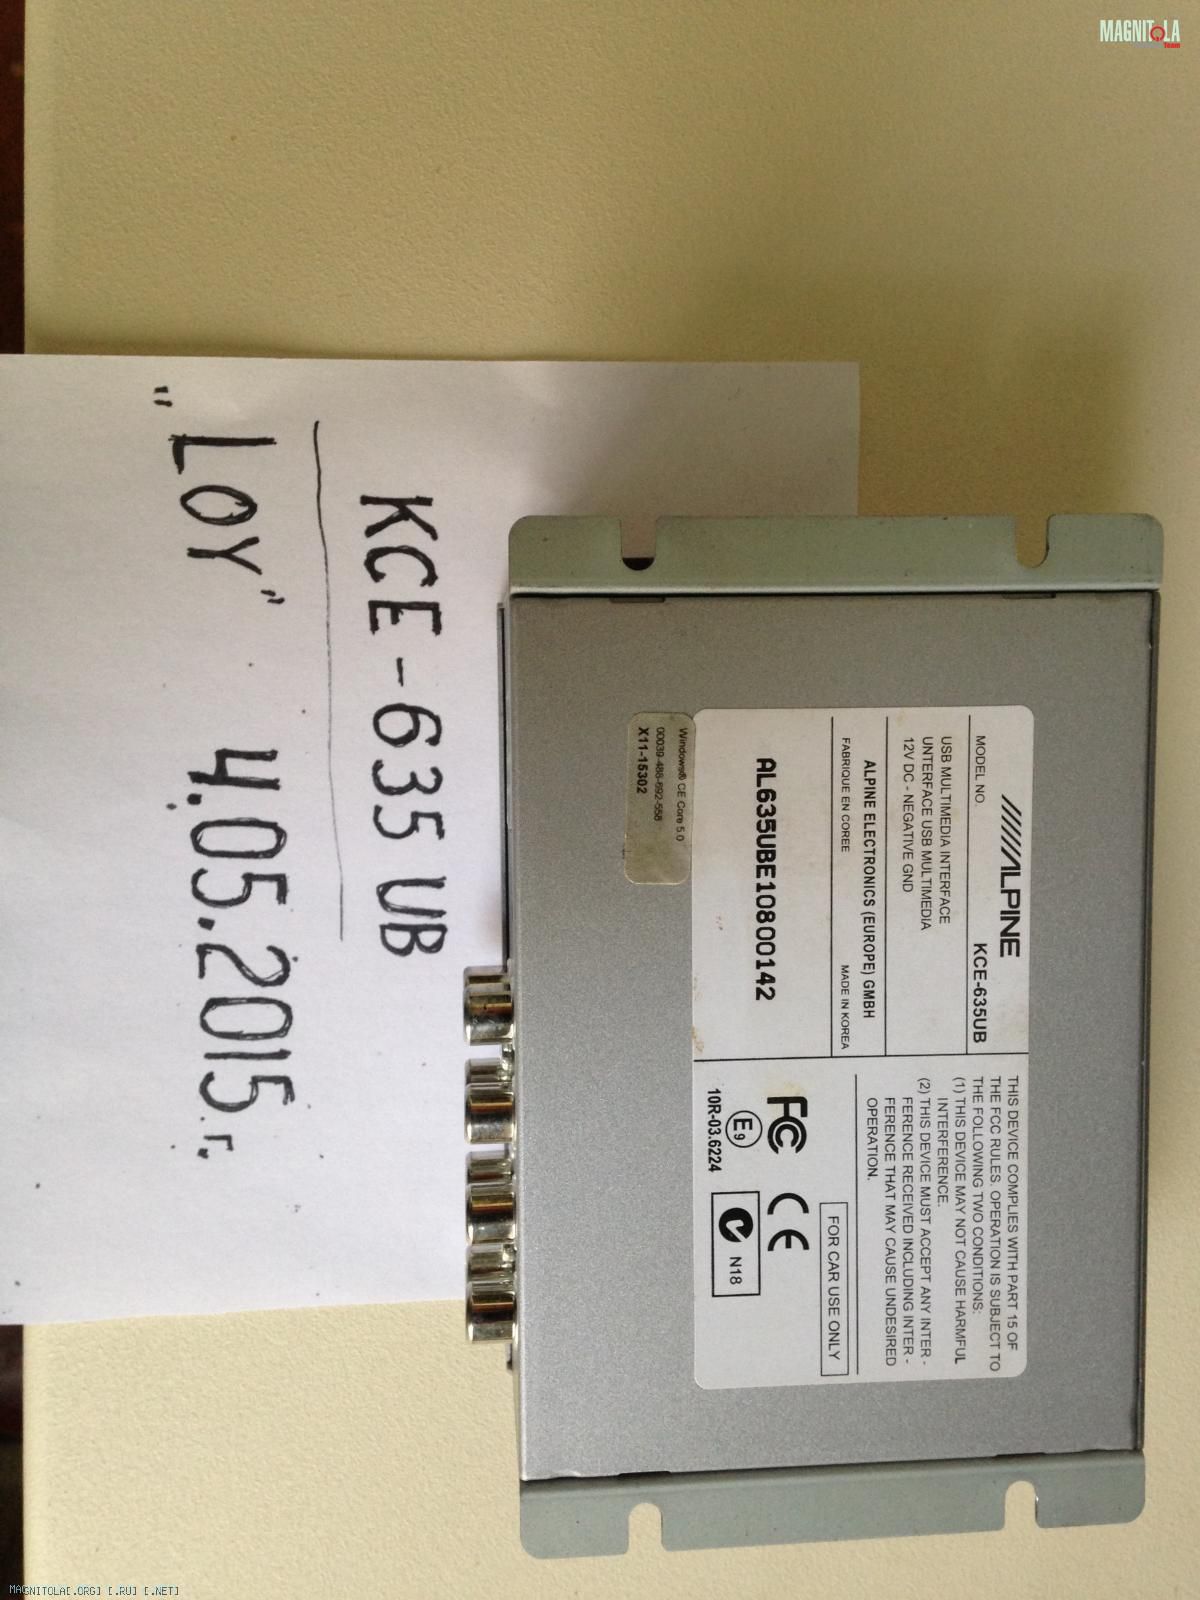 MAGNITOLA
Team
KCE-635 UB
"LOY" 4.05.2015 г.
ALPINE
MODEL NO. KCE-635UB
USB MULTIMEDIA INTERFACE
UNTERFACE USB MULTIMEDIA
12V DC - NEGATIVE GND
ALPINE ELECTRONICS (EUROPE) GMBH
FABRIQUE EN COREE MADE IN KOREA
AL635UBE10800142
THIS DEVICE COMPLIES WITH PART 15 OF
THE FCC RULES. OPERATION IS SUBJECT TO
THE FOLLOWING TWO CONDITIONS:
(1) THIS DEVICE MAY NOT CAUSE HARMFUL
INTERFERENCE.
(2) THIS DEVICE MUST ACCEPT ANY INTER -
FERENCE RECEIVED INCLUDING INTER -
FERENCE THAT MAY CAUSE UNDESIRED
OPERATION.
FOR CAR USE ONLY
FC CE
E9 N18
10R-03.6224
Windows® CE Core 5.0
00039-486-692-558
X11-15302
MAGNITOLA[.ORG] [.RU] [.NET]